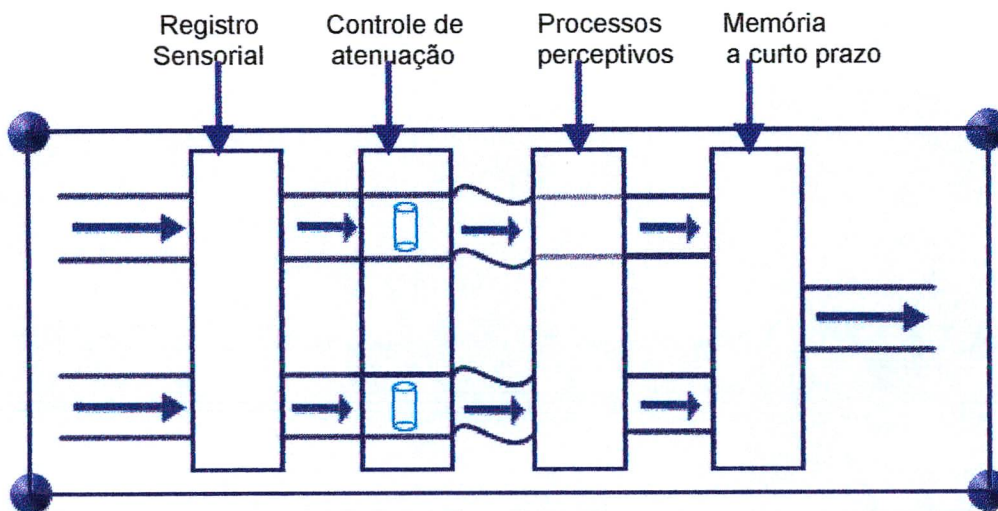 Registro
Sensorial
Controle de
atenuação
Processos
perceptivos
Memória
a curto prazo